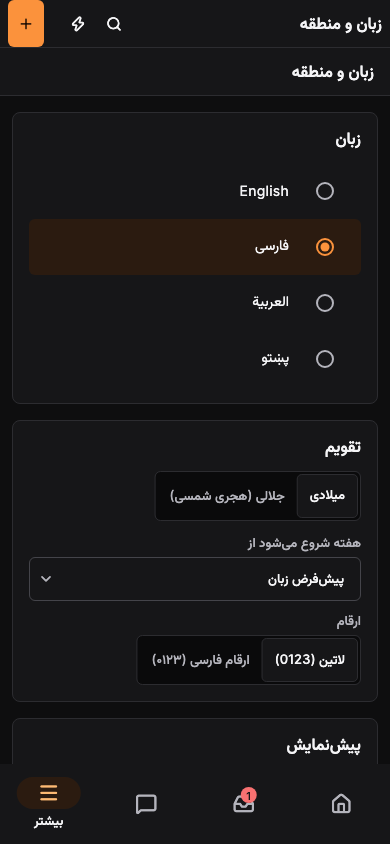 زبان و منطقه
زبان و منطقه
زبان
English
فارسی
العربية
پښتو
تقویم
میلادی
جلالی (هجری شمسی)
هفته شروع می‌شود از
پیش‌فرض زبان
ارقام
لاتین (0123)
ارقام فارسی (۰۱۲۳)
پیش‌نمایش
1
بیشتر